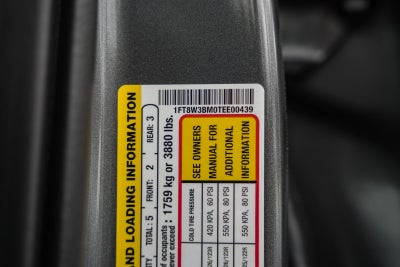 1FT8W3BM0TEE00439
AND LOADING INFORMATION
TOTAL: 5 FRONT: 2 REAR: 3
of occupants
exceed: 1759 kg or 3880 lbs.
SEE OWNERS
MANUAL FOR
ADDITIONAL
INFORMATION
COLD TIRE PRESSURE
420 KPA, 60 PSI
550 KPA, 80 PSI
550 KPA, 80 PSI